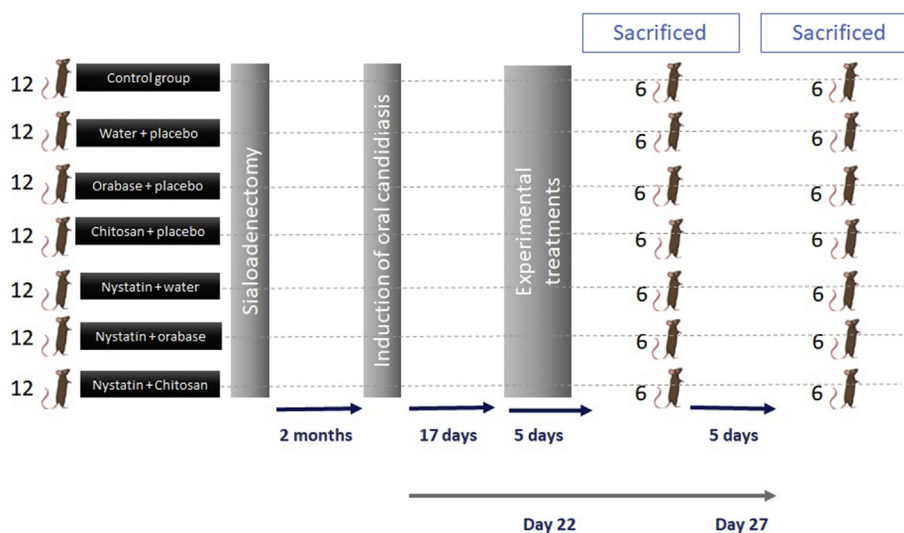 Sacrificed Sacrificed
12 Control group 6 6
12 Water + placebo 6 6
12 Orabase + placebo 6 6
12 Chitosan + placebo 6 6
12 Nystatin + water 6 6
12 Nystatin + orabase 6 6
12 Nystatin + Chitosan 6 6
Sialoadenectomy
Induction of oral candidiasis
Experimental
treatments
2 months 17 days 5 days 5 days
Day 22 Day 27